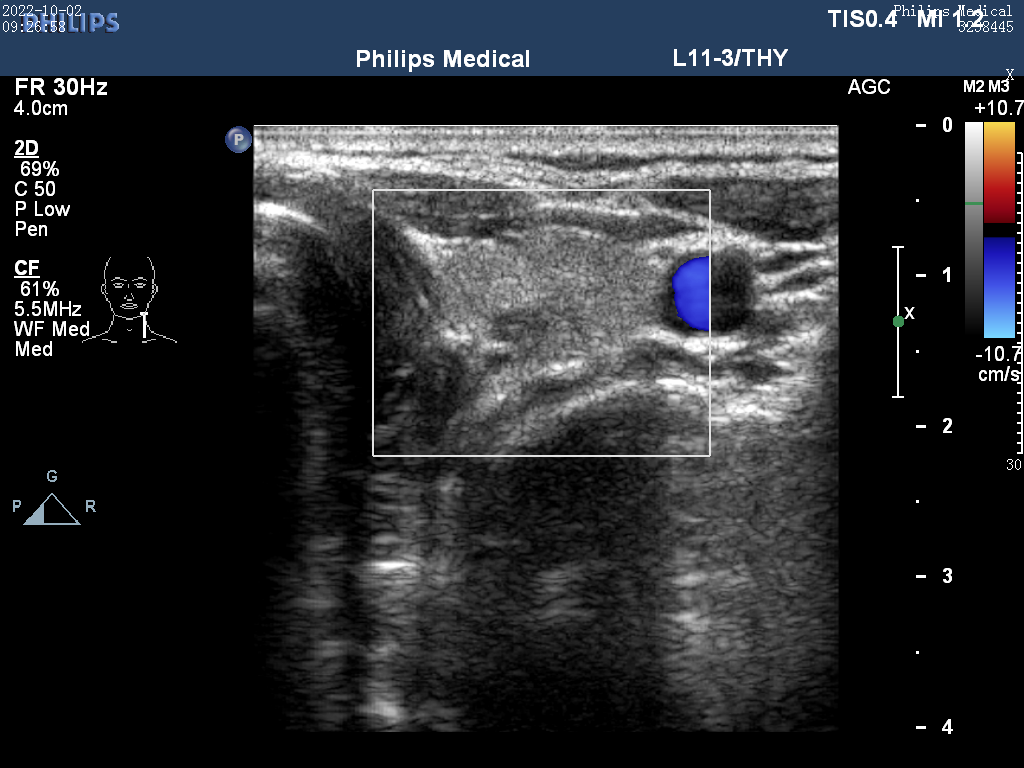 2022-10-02
09:26:58
PHILIPS
TIS0.4 MI 1.2
Philips Medical
3298445
Philips Medical
L11-3/THY
FR 30Hz
4.0cm
2D
69%
C 50
P Low
Pen
CF
61%
5.5MHz
WF Med
Med
P
G
P R
AGC
X
M2 M3
+10.7
-10.7
cm/s
X
0
1
2
3
4
30